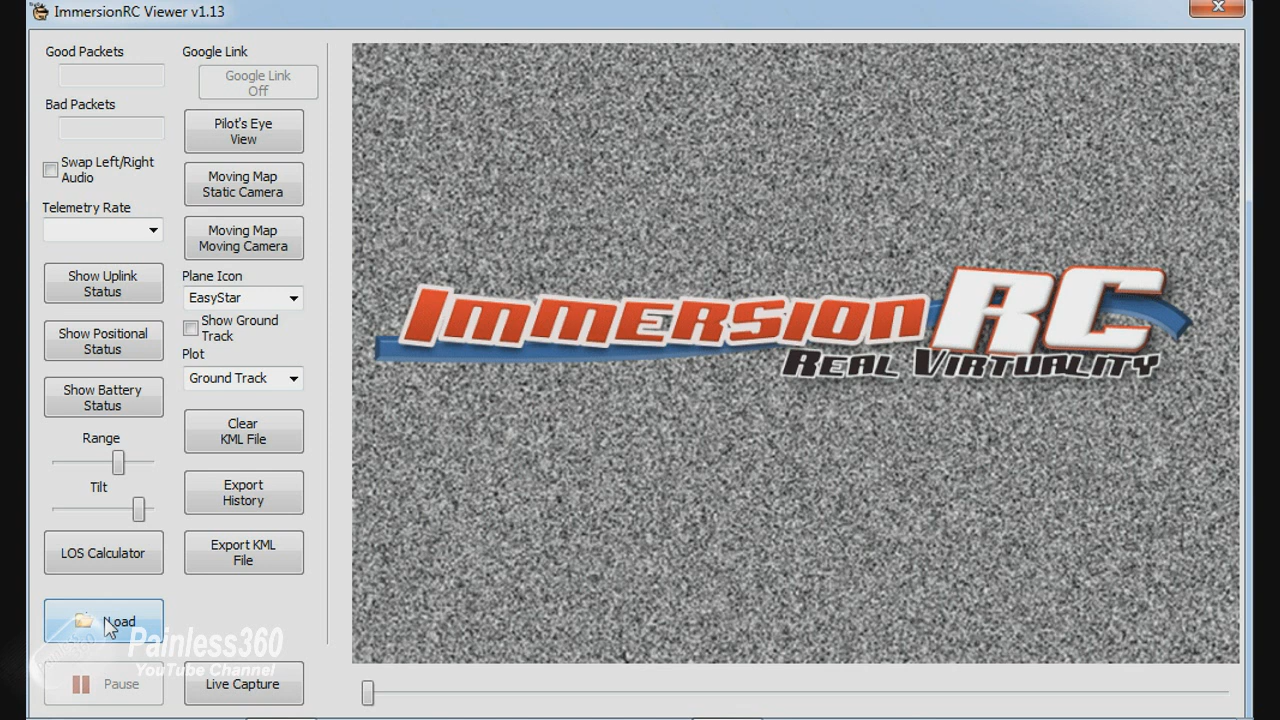 ImmersionRC Viewer v1.13
Good Packets
Bad Packets
Swap Left/Right
Audio
Telemetry Rate
Show Uplink
Status
Show Positional
Status
Show Battery
Status
Range
Tilt
LOS Calculator
Load
Pause
Google Link
Google Link
Off
Pilot's Eye
View
Moving Map
Static Camera
Moving Map
Moving Camera
Plane Icon
EasyStar
Show Ground
Track
Plot
Ground Track
Clear
KML File
Export
History
Export KML
File
Live Capture
IMMERSIONRC
REAL VIRTUALITY
Painless360
YouTube Channel